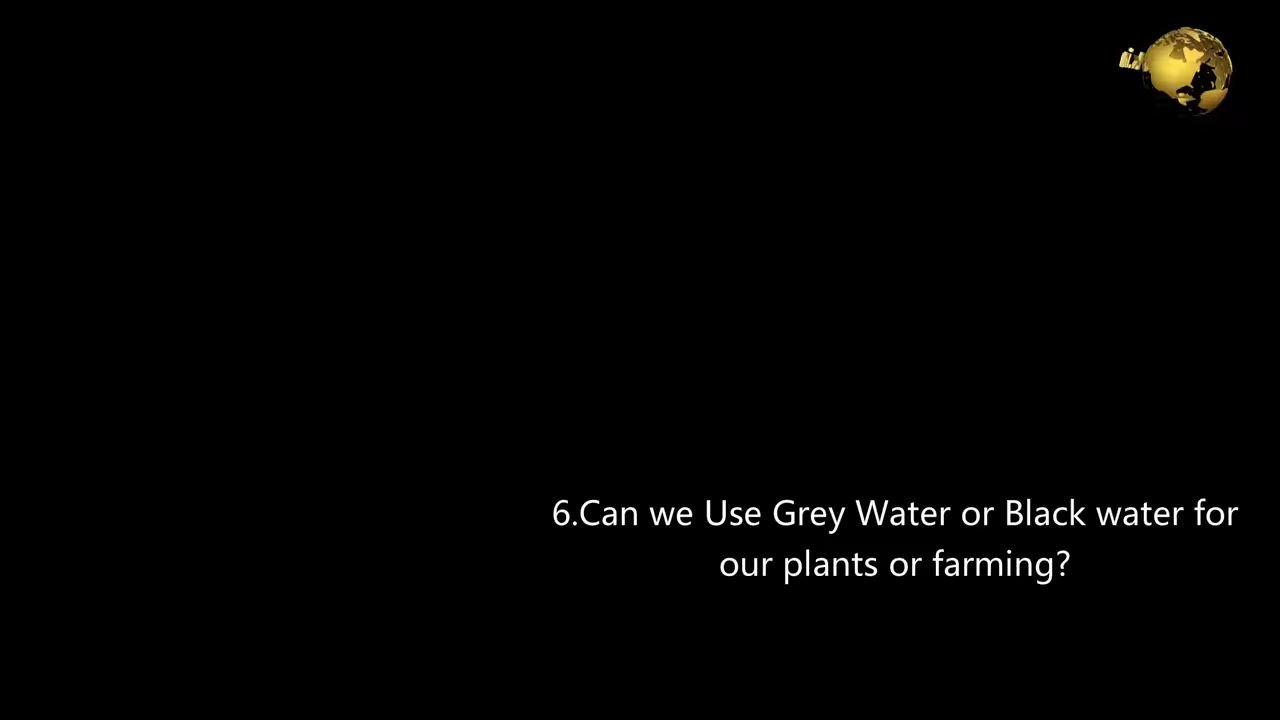 6.Can we Use Grey Water or Black water for
our plants or farming?